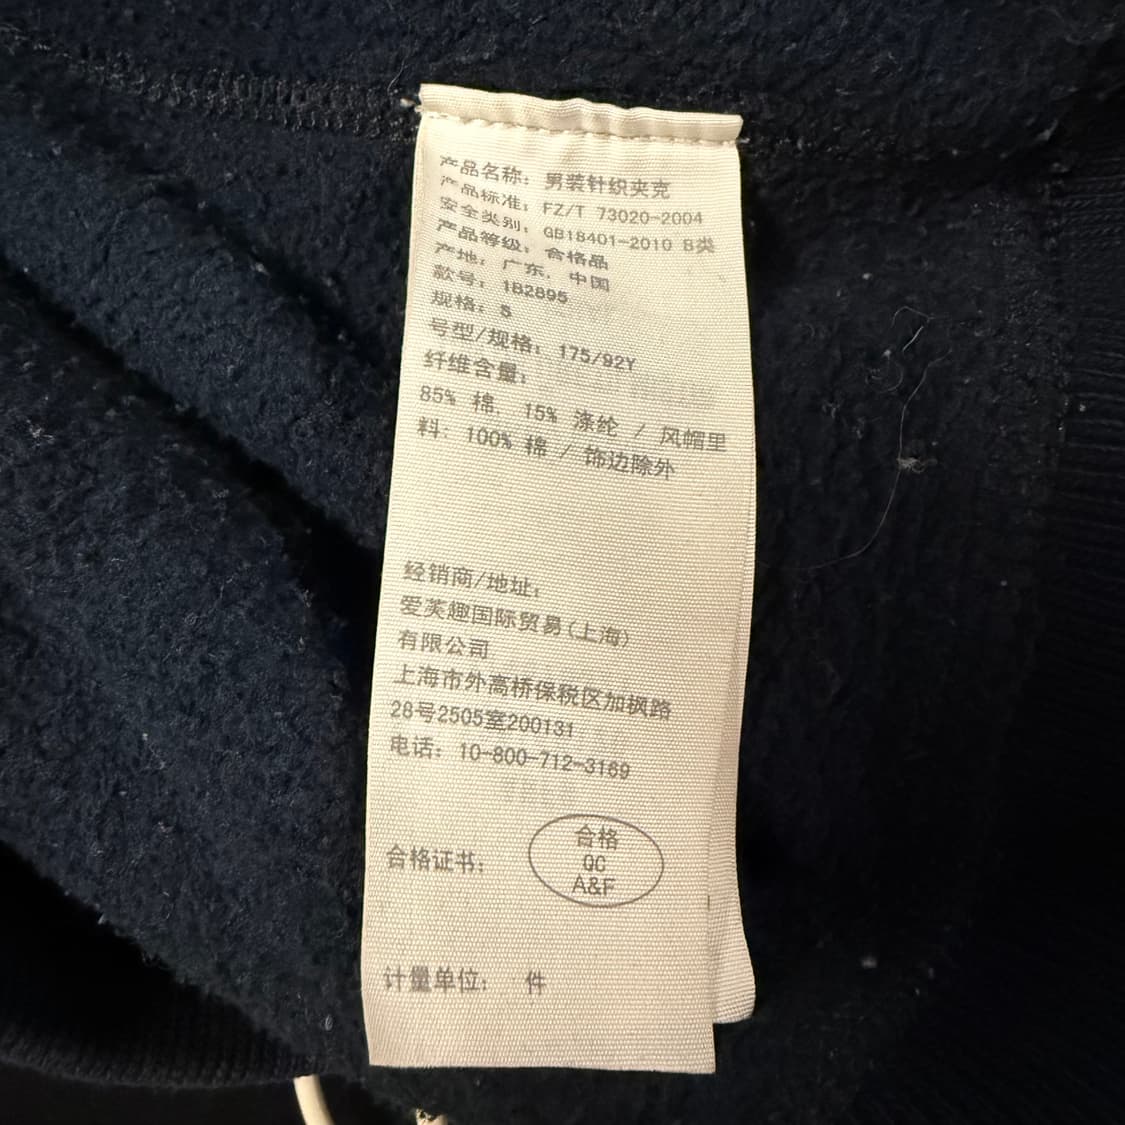 产品名称：男装针织夹克
产品标准：FZ/T 73020-2004
安全类别：GB18401-2010 B类
产品等级：合格品
产地：广东，中国
款号：182895
规格：S
号型/规格：175/92Y
纤维含量：
85% 棉，15% 涤纶 / 风帽里
料：100% 棉 / 饰边除外
经销商/地址：
爱芙趣国际贸易(上海)
有限公司
上海市外高桥保税区加枫路
28号2505室200131
电话：10-800-712-3169
合格证书：
合格
QC
A&F
计量单位： 件